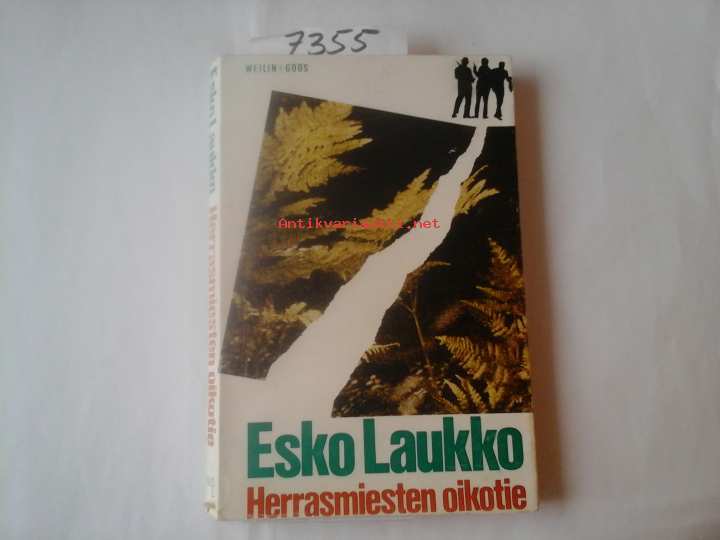 7355
WEILIN+GÖÖS
Antikvariaatti.net
Esko Laukko
Herrasmiesten oikotie
Esko Laukko Herrasmiesten oikotie